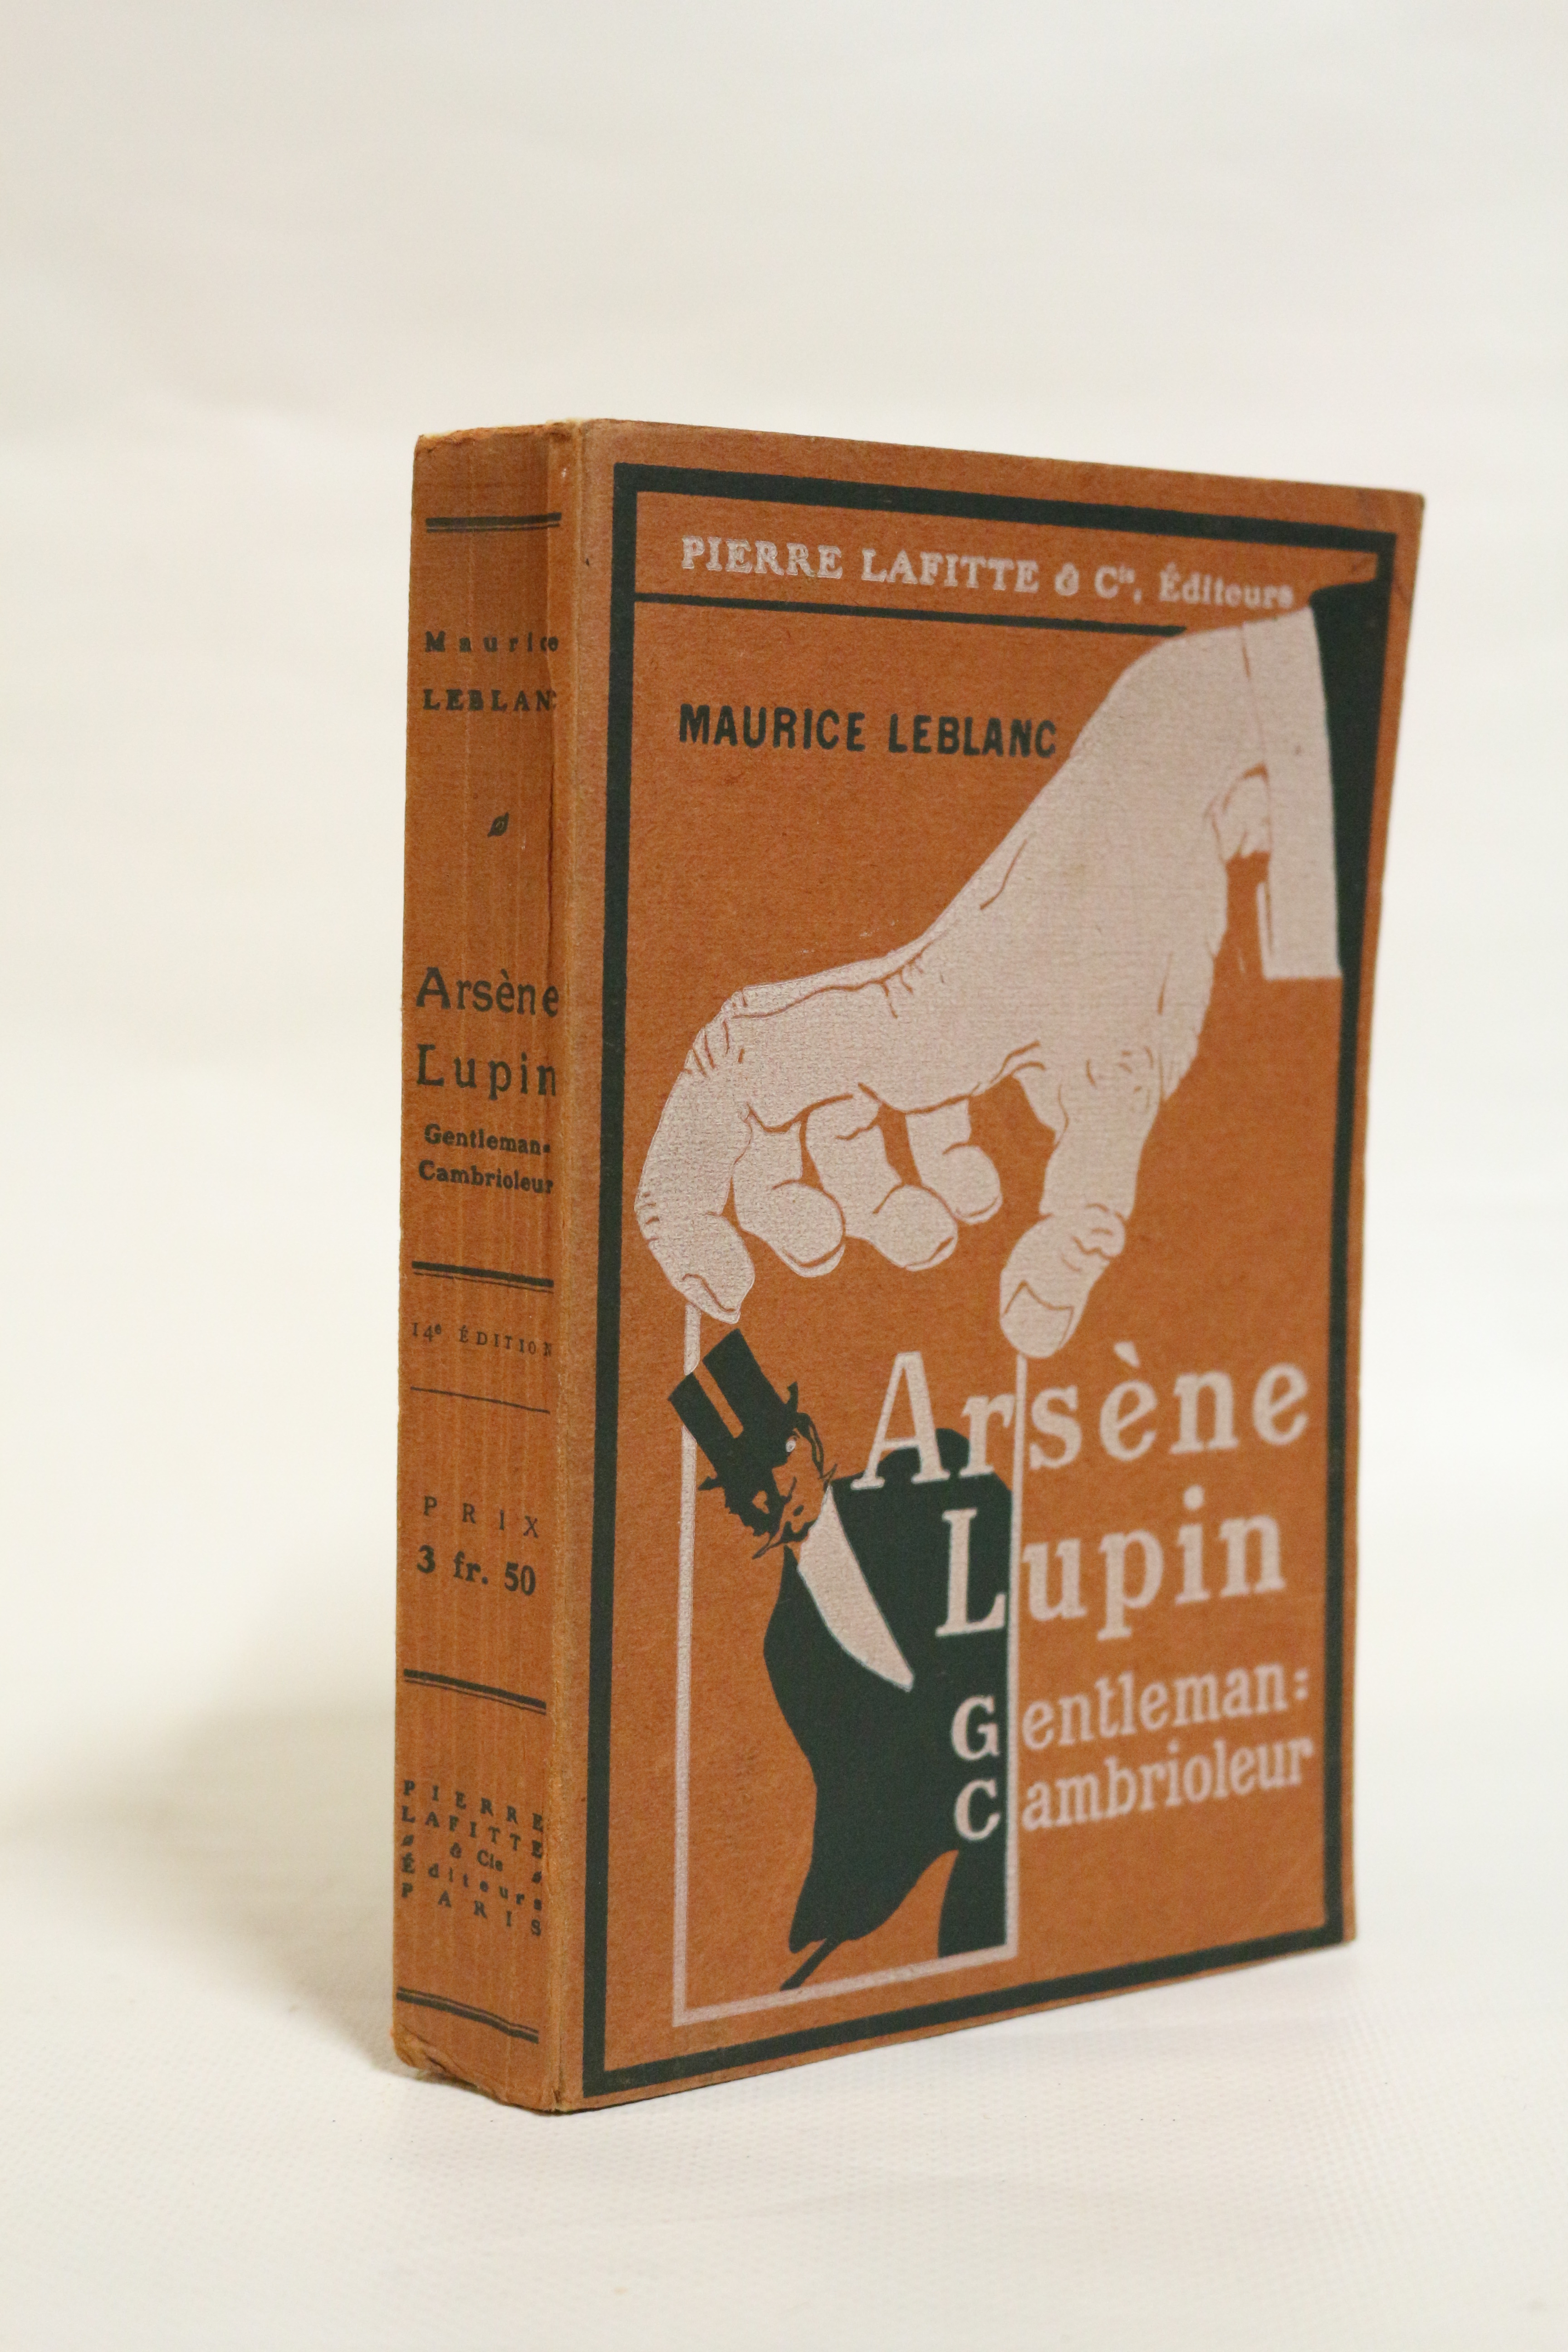 Maurice
LEBLANC
Arsène
Lupin
Gentleman-
Cambrioleur
14e ÉDITION
PRIX
3 fr. 50
PIERRE
LAFITTE
& Cie
Éditeurs
PARIS
PIERRE LAFITTE & Cie, Éditeurs
MAURICE LEBLANC
Arsène
Lupin
Gentleman=
Cambrioleur